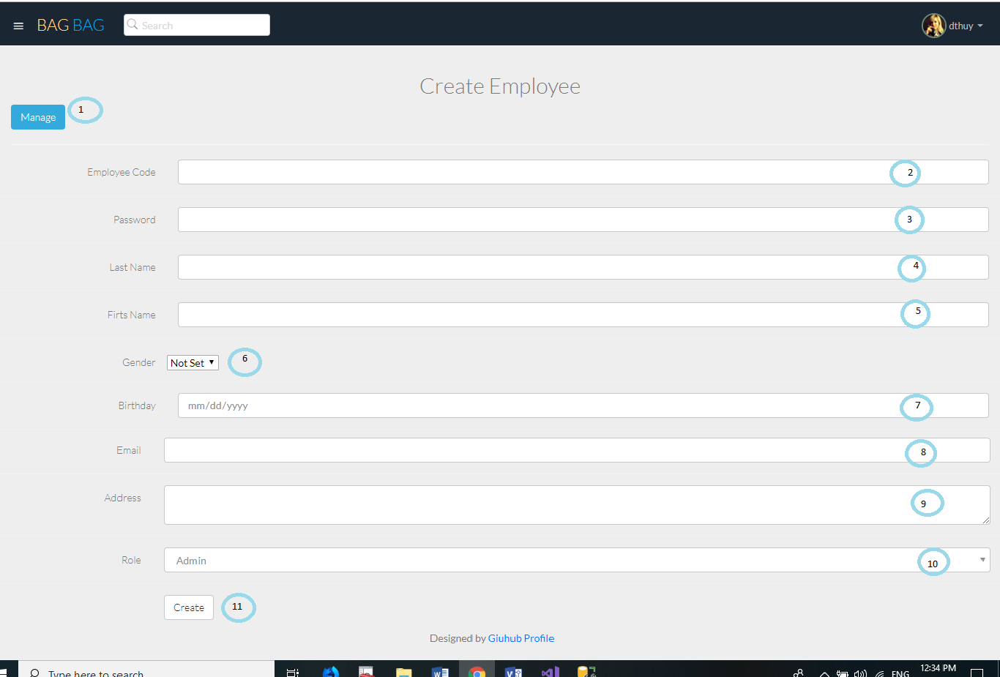 BAG BAG
Search
dthuy
Create Employee
Manage
1
Employee Code
2
Password
3
Last Name
4
Firts Name
5
Gender
Not Set
6
Birthday
mm/dd/yyyy
7
Email
8
Address
9
Role
Admin
10
Create
11
Designed by Giuhub Profile
Type here to search
ENG
12:34 PM